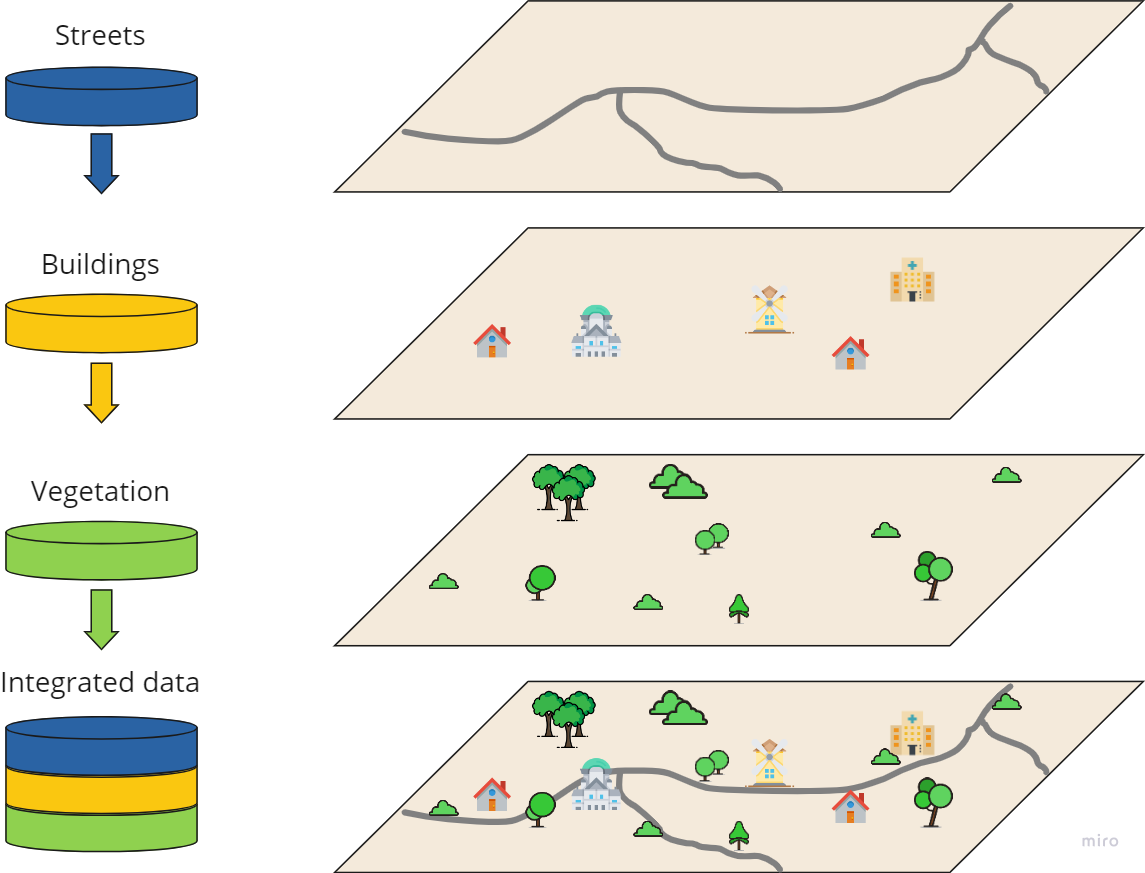 Streets
Buildings
Vegetation
Integrated data
miro